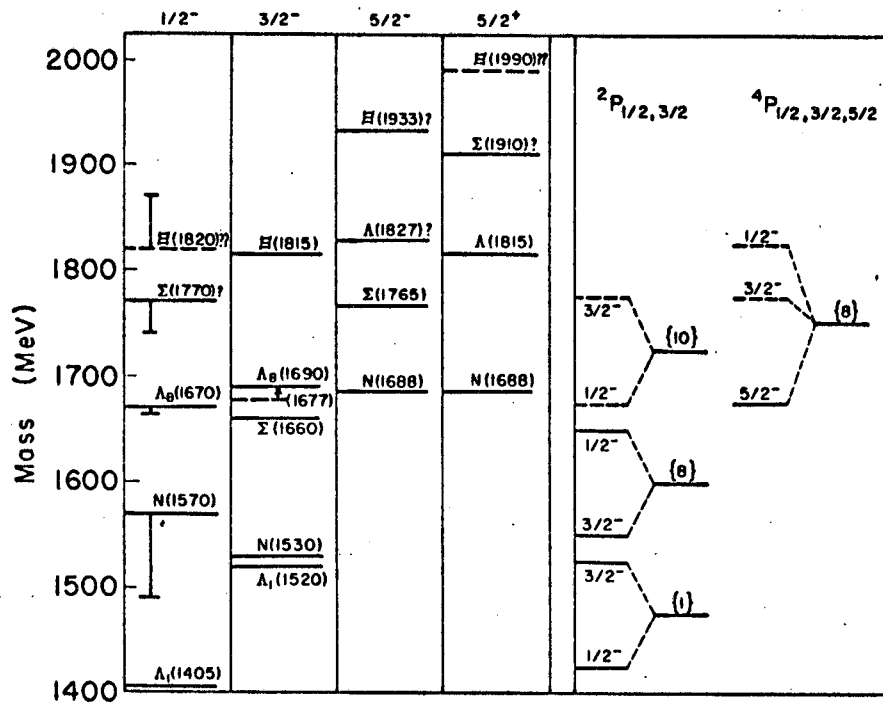 1/2⁻ 3/2⁻ 5/2⁻ 5/2⁺
Mass (MeV)
2000
1900
1800
1700
1600
1500
1400
Ξ(1820)??
Σ(1770)?
Λ₈(1670)
N(1570)
Λ₁(1405)
Ξ(1815)
Λ₈(1690)
(1677)
Σ(1660)
N(1530)
Λ₁(1520)
Ξ(1933)?
Λ(1827)?
Σ(1765)
N(1688)
Ξ(1990)??
Σ(1910)?
Λ(1815)
N(1688)
²P₁/₂,₃/₂
3/2⁻
{10}
1/2⁻
1/2⁻
{8}
3/2⁻
3/2⁻
{1}
1/2⁻
⁴P₁/₂,₃/₂,₅/₂
1/2⁻
3/2⁻
{8}
5/2⁻